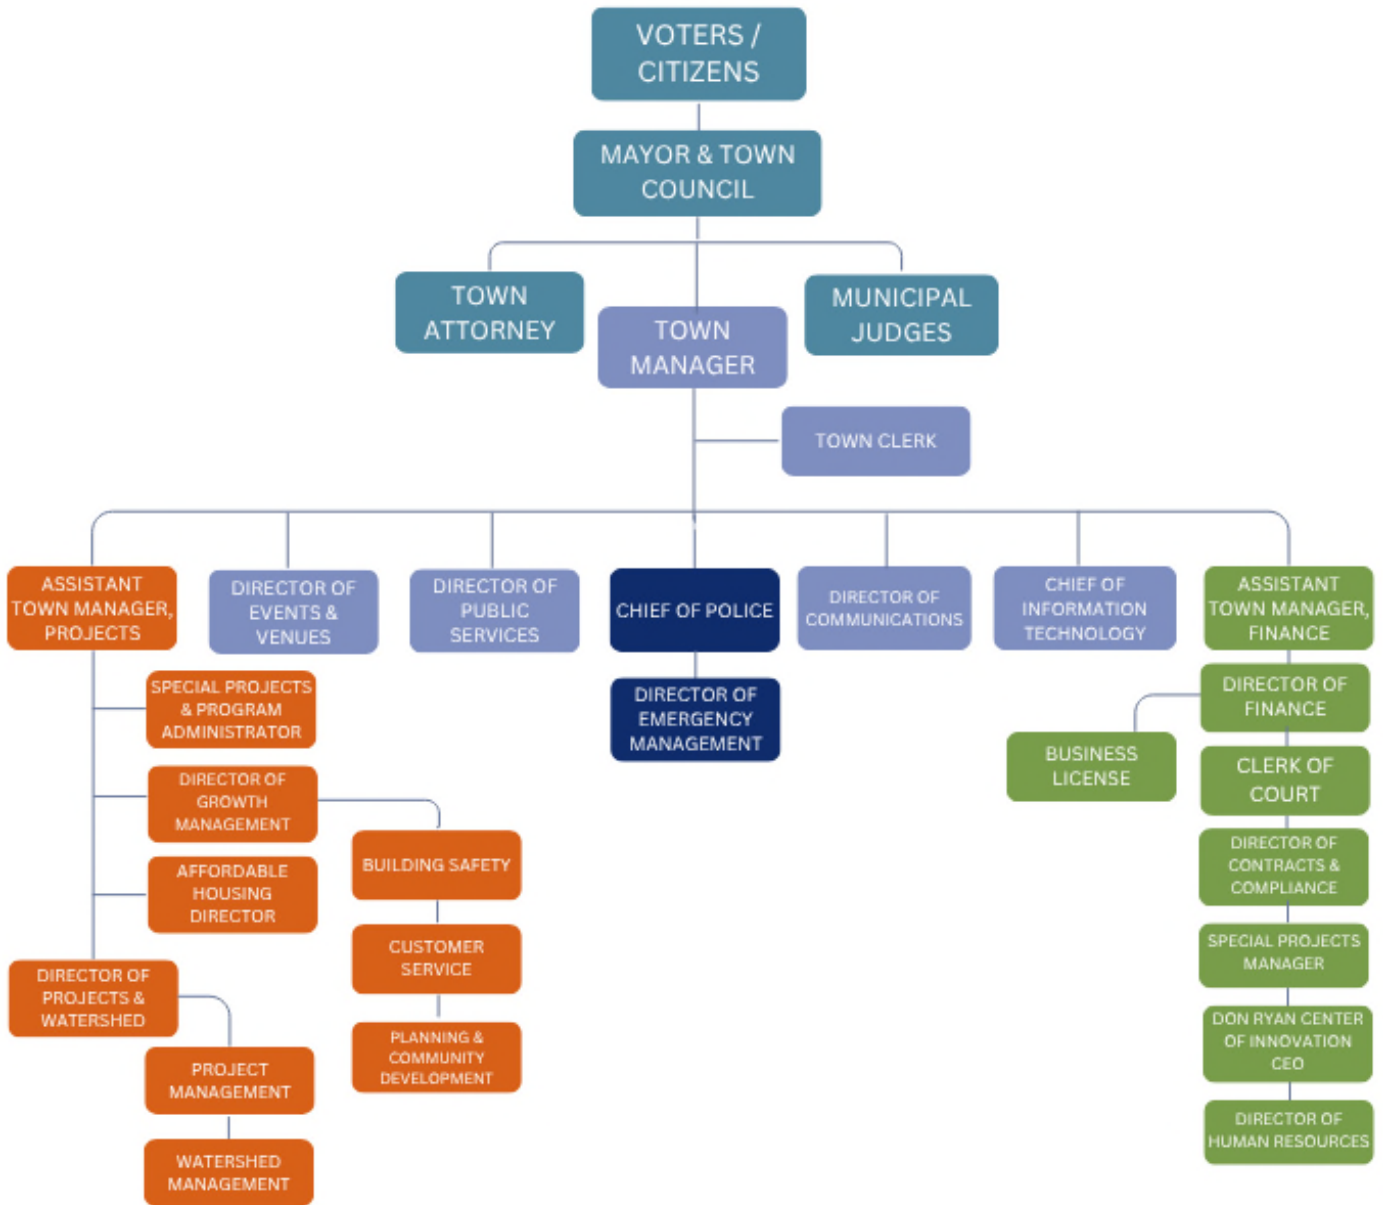 VOTERS /
CITIZENS
MAYOR & TOWN
COUNCIL
TOWN
ATTORNEY
TOWN
MANAGER
MUNICIPAL
JUDGES
TOWN CLERK
ASSISTANT
TOWN MANAGER,
PROJECTS
DIRECTOR OF
EVENTS &
VENUES
DIRECTOR OF
PUBLIC
SERVICES
CHIEF OF POLICE
DIRECTOR OF
COMMUNICATIONS
CHIEF OF
INFORMATION
TECHNOLOGY
ASSISTANT
TOWN MANAGER,
FINANCE
SPECIAL PROJECTS
& PROGRAM
ADMINISTRATOR
DIRECTOR OF
GROWTH
MANAGEMENT
BUILDING SAFETY
CUSTOMER
SERVICE
PLANNING &
COMMUNITY
DEVELOPMENT
AFFORDABLE
HOUSING
DIRECTOR
DIRECTOR OF
PROJECTS &
WATERSHED
PROJECT
MANAGEMENT
WATERSHED
MANAGEMENT
DIRECTOR OF
EMERGENCY
MANAGEMENT
DIRECTOR OF
FINANCE
BUSINESS
LICENSE
CLERK OF
COURT
DIRECTOR OF
CONTRACTS &
COMPLIANCE
SPECIAL PROJECTS
MANAGER
DON RYAN CENTER
OF INNOVATION
CEO
DIRECTOR OF
HUMAN RESOURCES